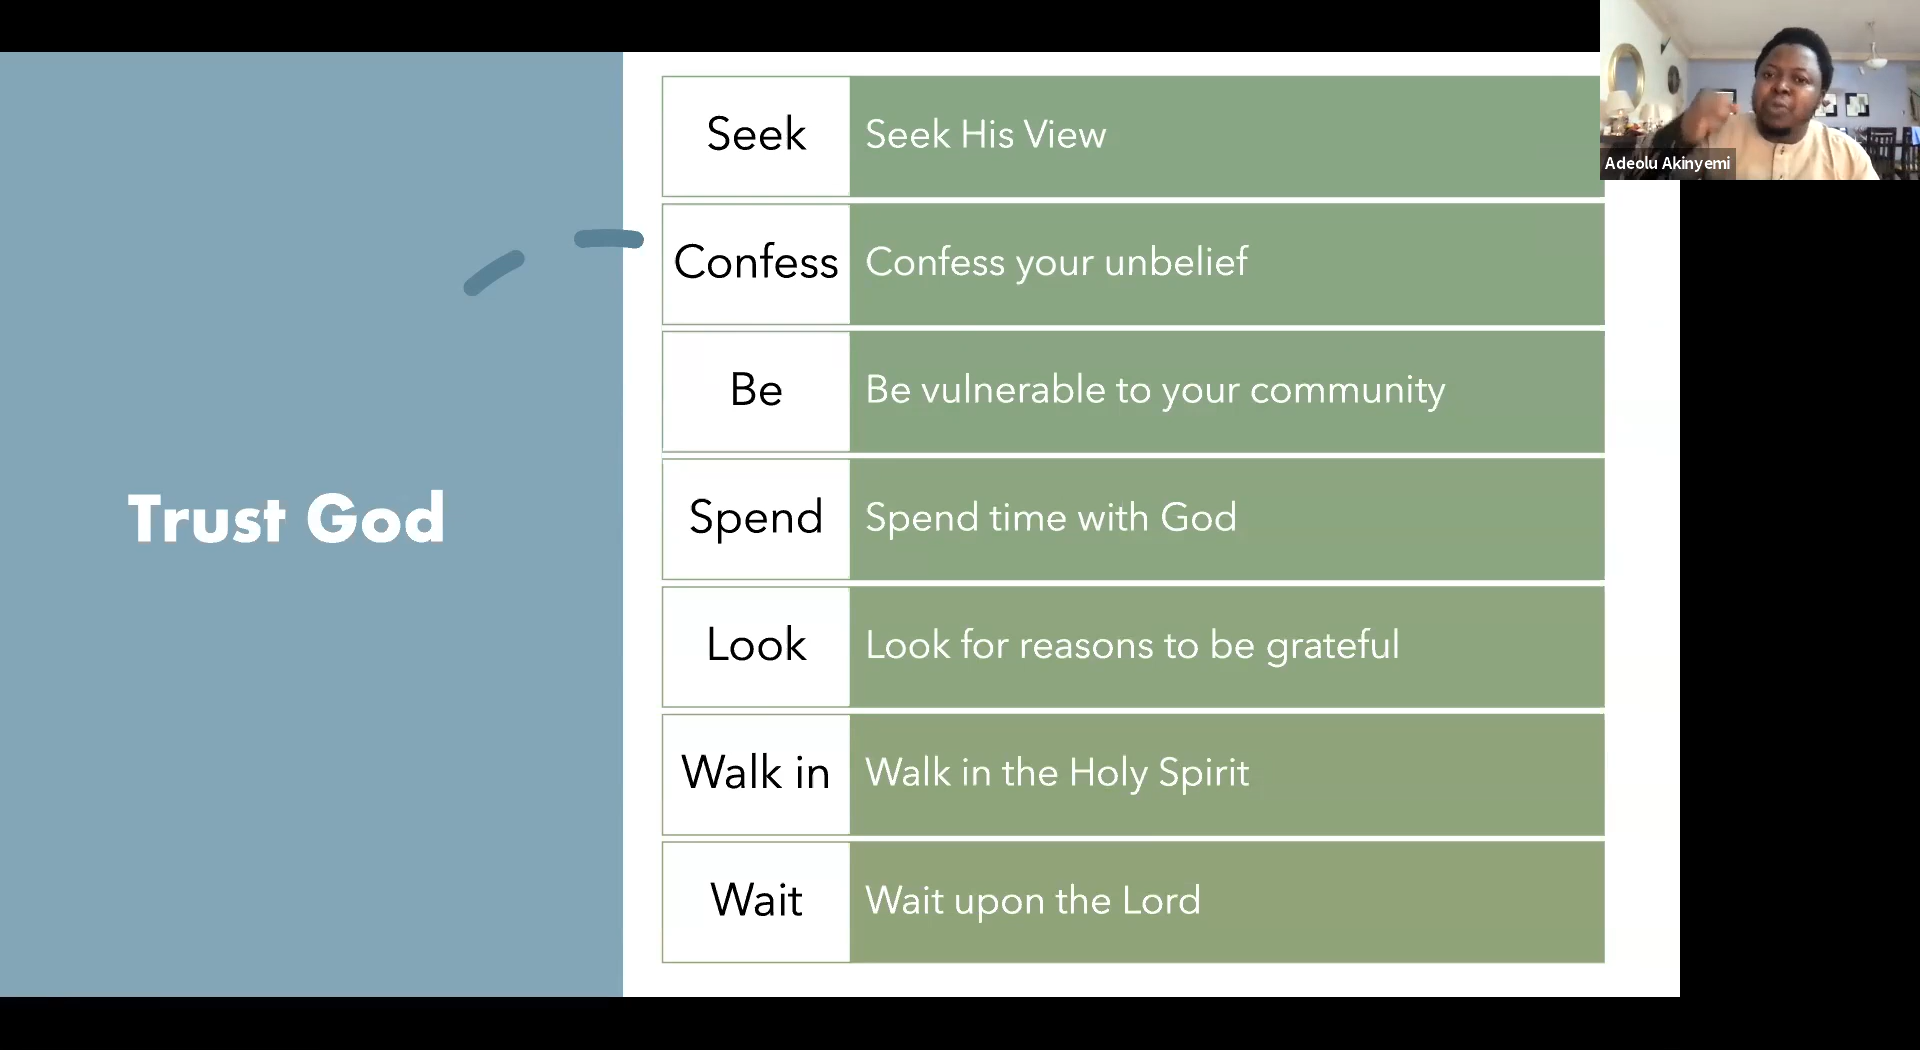 Trust God
Seek
Seek His View
Confess
Confess your unbelief
Be
Be vulnerable to your community
Spend
Spend time with God
Look
Look for reasons to be grateful
Walk in
Walk in the Holy Spirit
Wait
Wait upon the Lord
Adeolu Akinyemi